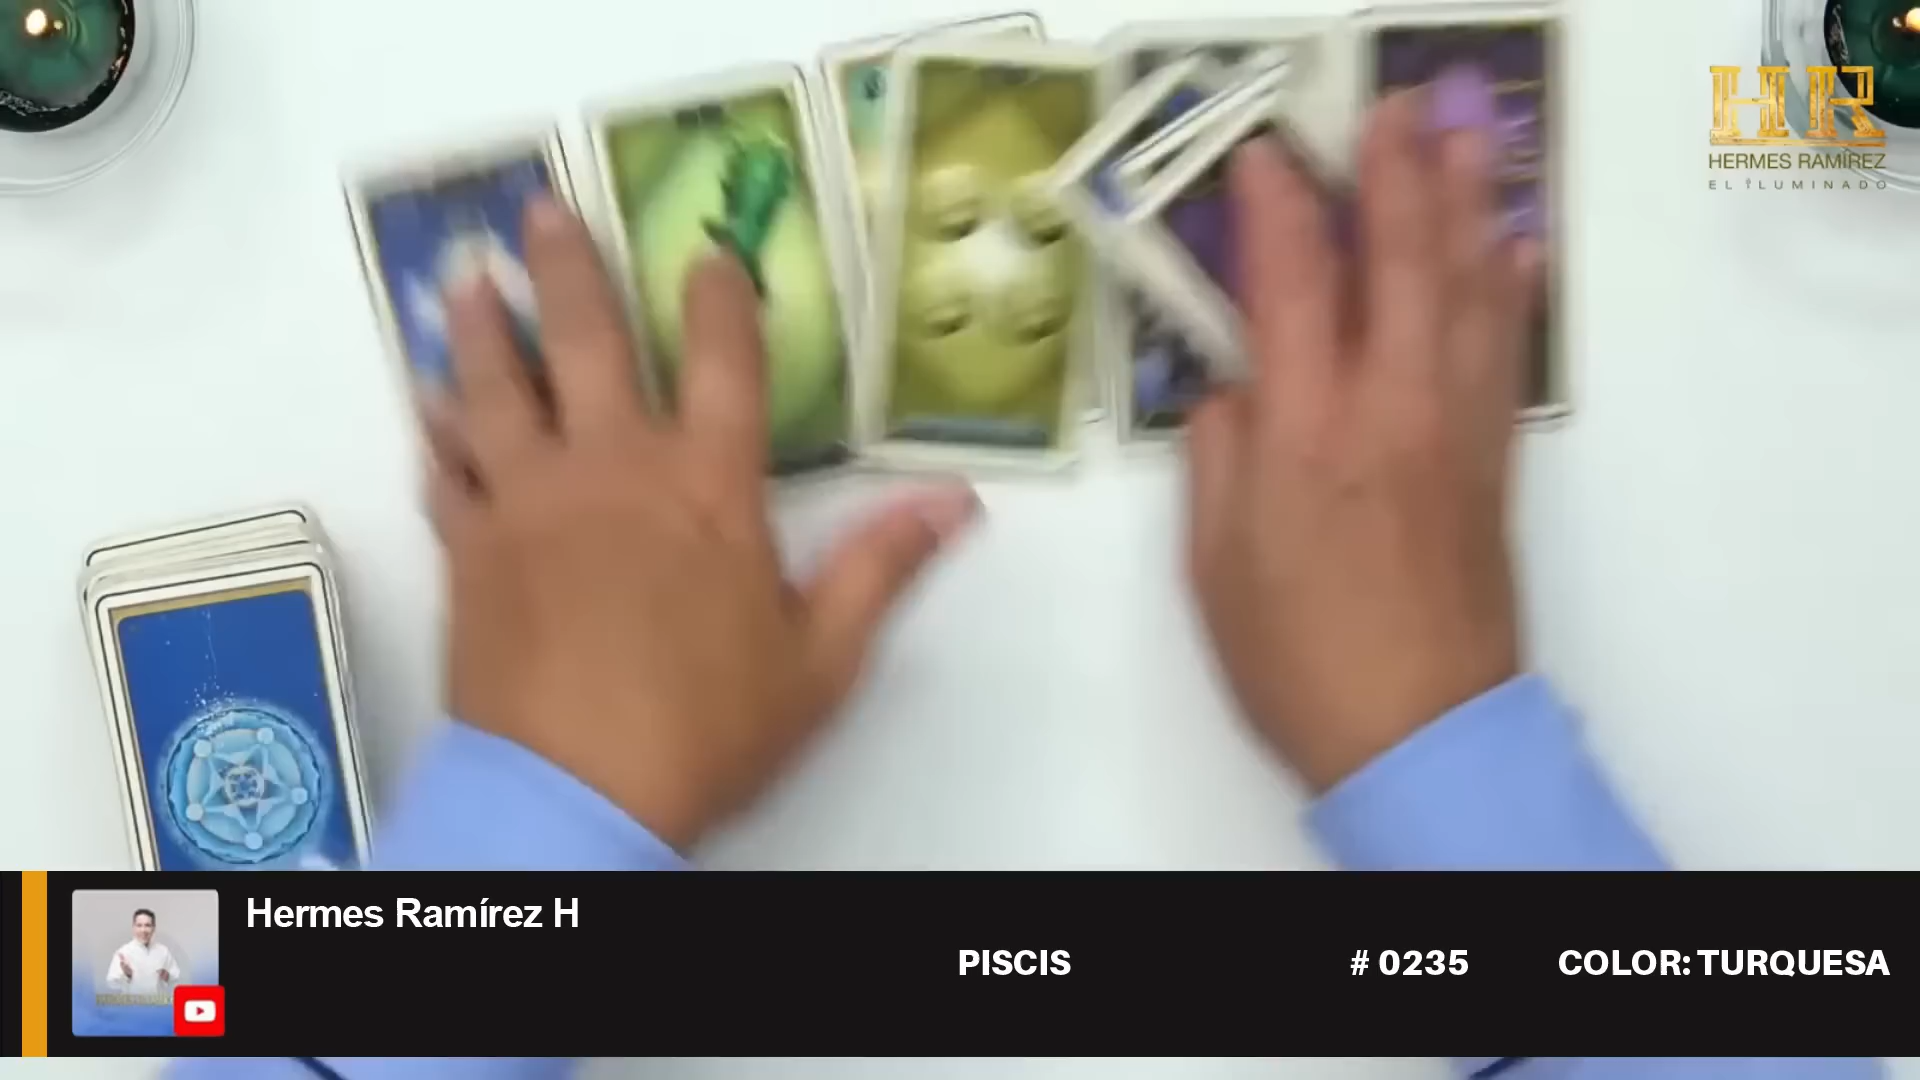 HR
HERMES RAMÍREZ
EL ILUMINADO
Hermes Ramírez H
PISCIS # 0235 COLOR: TURQUESA